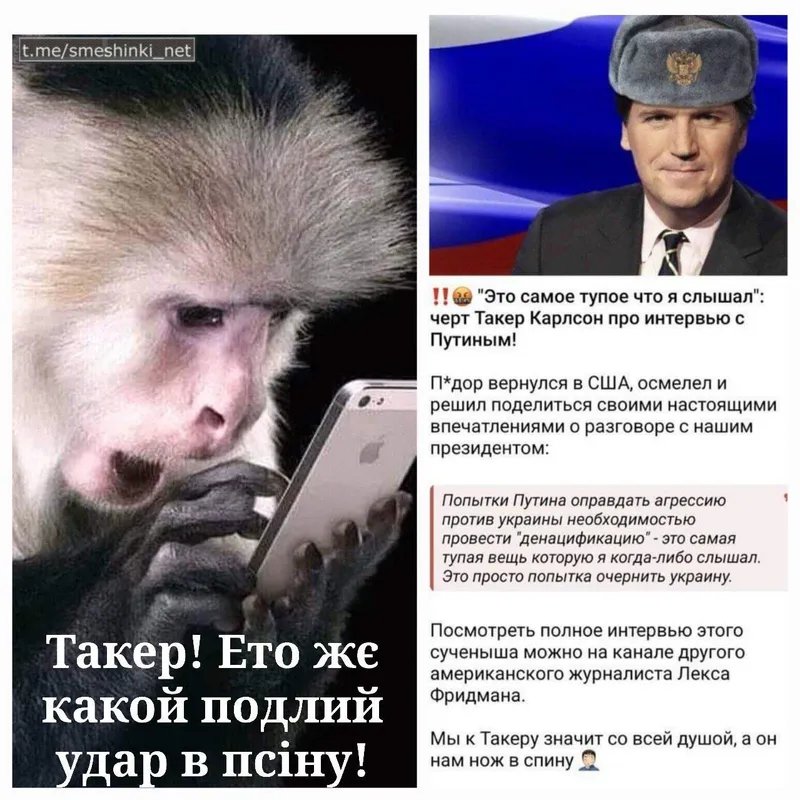 t.me/smeshinki_net
Такер! Ето жє
какой подлий
удар в псіну!
‼️🤬 "Это самое тупое что я слышал":
черт Такер Карлсон про интервью с
Путиным!
П*дор вернулся в США, осмелел и
решил поделиться своими настоящими
впечатлениями о разговоре с нашим
президентом:
Попытки Путина оправдать агрессию
против украины необходимостью
провести "денацификацию" - это самая
тупая вещь которую я когда-либо слышал.
Это просто попытка очернить украину.
Посмотреть полное интервью этого
сученыша можно на канале другого
американского журналиста Лекса
Фридмана.
Мы к Такеру значит со всей душой, а он
нам нож в спину 🤦🏻‍♂️